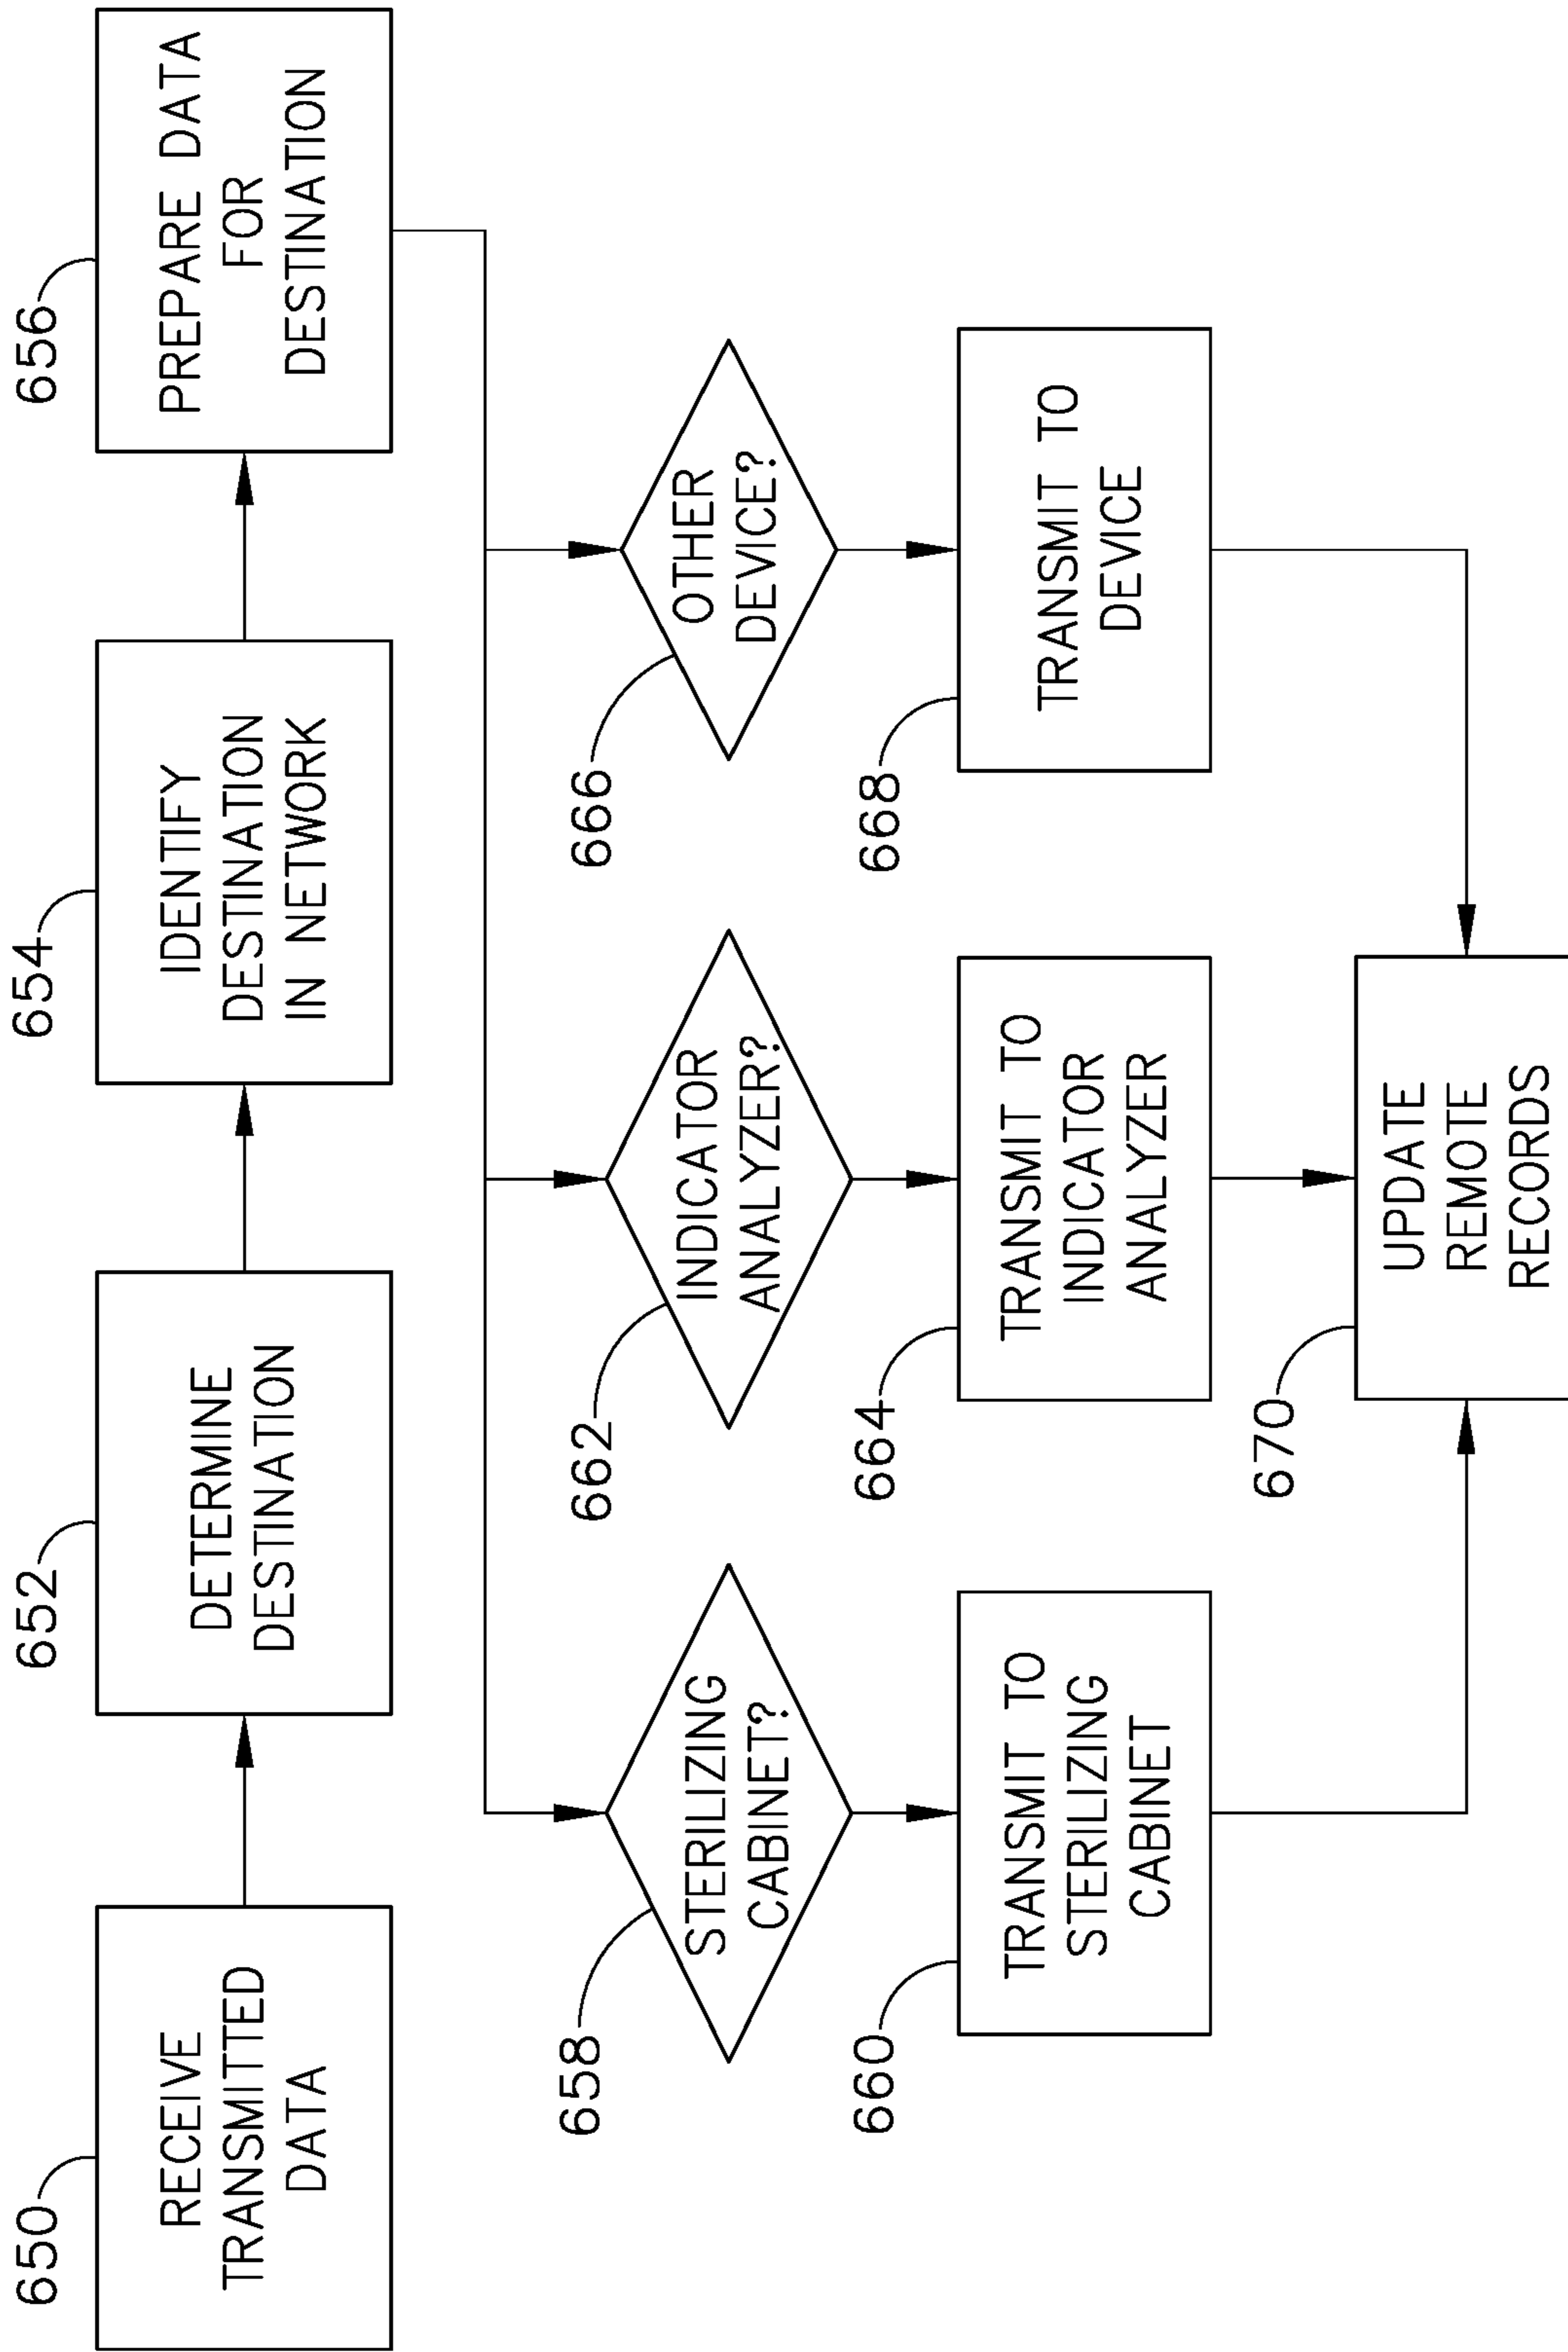 650
RECEIVE
TRANSMITTED
DATA
652
DETERMINE
DESTINATION
654
IDENTIFY
DESTINATION
IN NETWORK
656
PREPARE DATA
FOR
DESTINATION
658
STERILIZING
CABINET?
662
INDICATOR
ANALYZER?
666
OTHER
DEVICE?
660
TRANSMIT TO
STERILIZING
CABINET
664
TRANSMIT TO
INDICATOR
ANALYZER
668
TRANSMIT TO
DEVICE
670
UPDATE
REMOTE
RECORDS